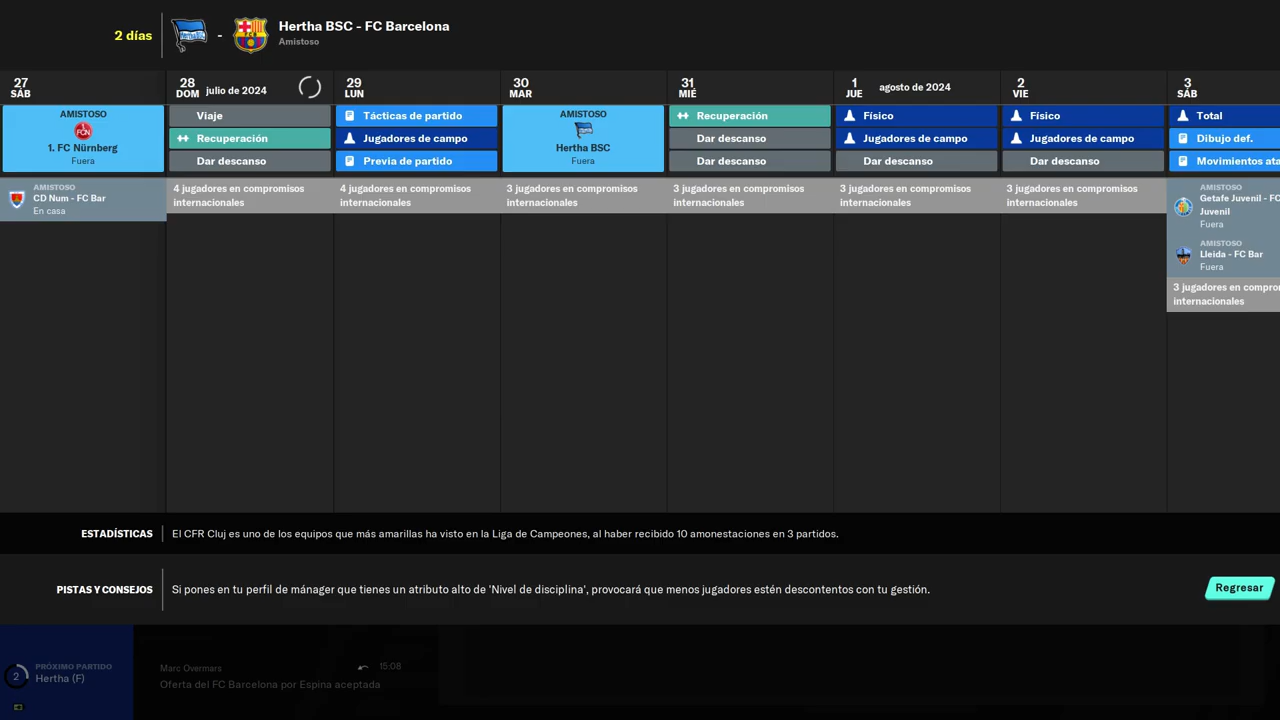 2 días
Hertha BSC - FC Barcelona
Amistoso
27
SÁB
28
DOM
julio de 2024
29
LUN
30
MAR
31
MIÉ
1
JUE
agosto de 2024
2
VIE
3
SÁB
AMISTOSO
1. FC Nürnberg
Fuera
Viaje
Recuperación
Dar descanso
Tácticas de partido
Jugadores de campo
Previa de partido
AMISTOSO
Hertha BSC
Fuera
Recuperación
Dar descanso
Dar descanso
Físico
Jugadores de campo
Dar descanso
Físico
Jugadores de campo
Dar descanso
Total
Dibujo def.
Movimientos ata
AMISTOSO
CD Num - FC Bar
En casa
4 jugadores en compromisos
internacionales
4 jugadores en compromisos
internacionales
3 jugadores en compromisos
internacionales
3 jugadores en compromisos
internacionales
3 jugadores en compromisos
internacionales
3 jugadores en compromisos
internacionales
AMISTOSO
Getafe Juvenil - FC
Juvenil
Fuera
AMISTOSO
Lleida - FC Bar
Fuera
3 jugadores en compro
internacionales
ESTADÍSTICAS
El CFR Cluj es uno de los equipos que más amarillas ha visto en la Liga de Campeones, al haber recibido 10 amonestaciones en 3 partidos.
PISTAS Y CONSEJOS
Si pones en tu perfil de mánager que tienes un atributo alto de 'Nivel de disciplina', provocará que menos jugadores estén descontentos con tu gestión.
Regresar
2
PRÓXIMO PARTIDO
Hertha (F)
Marc Overmars
15:08
Oferta del FC Barcelona por Espina aceptada